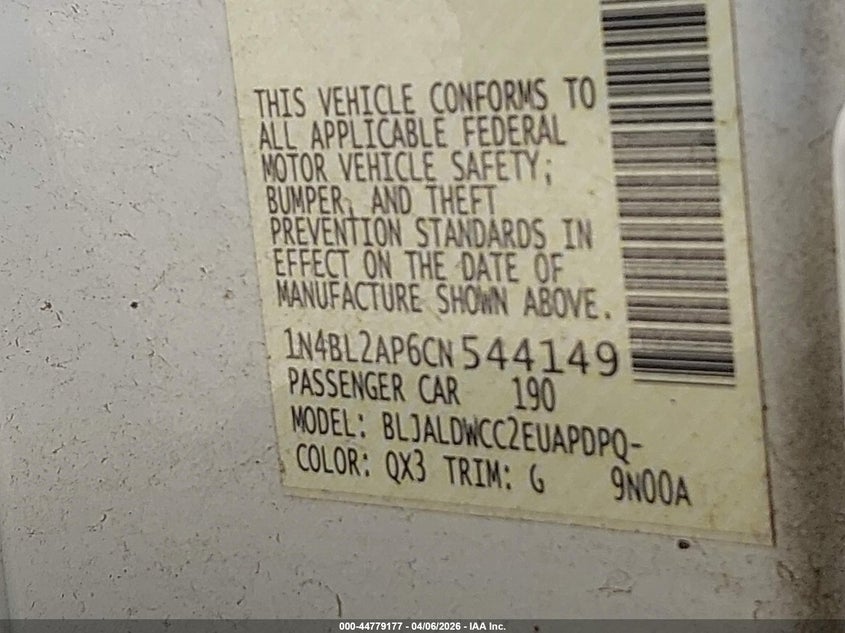 THIS VEHICLE CONFORMS TO
ALL APPLICABLE FEDERAL
MOTOR VEHICLE SAFETY;
BUMPER, AND THEFT
PREVENTION STANDARDS IN
EFFECT ON THE DATE OF
MANUFACTURE SHOWN ABOVE.
1N4BL2AP6CN544149
PASSENGER CAR 190
MODEL: BLJALDWCC2EUAPDPQ-
COLOR: QX3 TRIM: G 9N00A
000-44779177 - 04/06/2026 - IAA Inc.